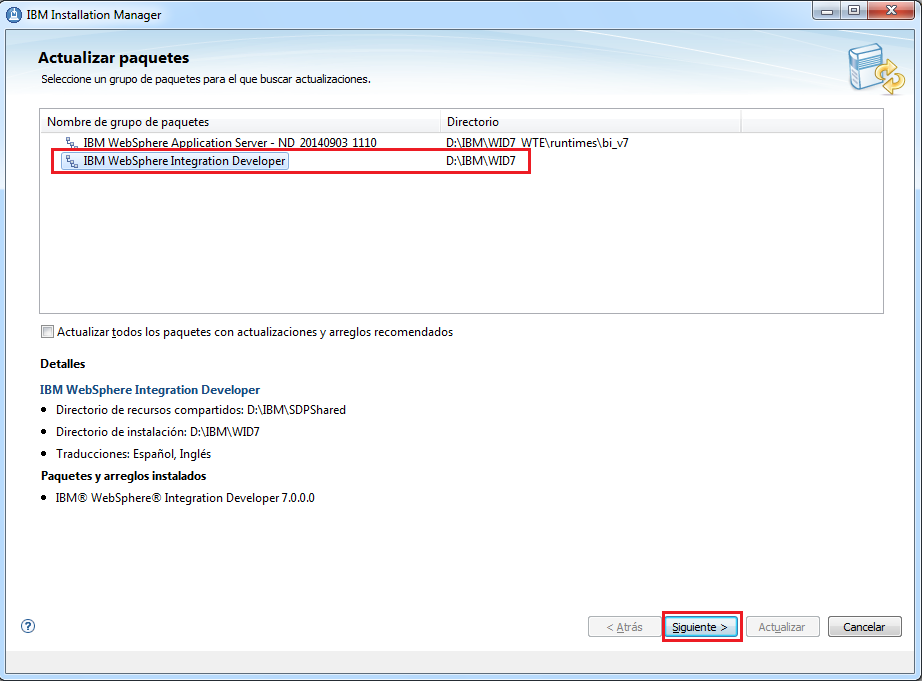 IBM Installation Manager
Actualizar paquetes
Seleccione un grupo de paquetes para el que buscar actualizaciones.
Nombre de grupo de paquetes Directorio
IBM WebSphere Application Server - ND_20140903_1110 D:\IBM\WID7_WTE\runtimes\bi_v7
IBM WebSphere Integration Developer D:\IBM\WID7
Actualizar todos los paquetes con actualizaciones y arreglos recomendados
Detalles
IBM WebSphere Integration Developer
• Directorio de recursos compartidos: D:\IBM\SDPShared
• Directorio de instalación: D:\IBM\WID7
• Traducciones: Español, Inglés
Paquetes y arreglos instalados
• IBM® WebSphere® Integration Developer 7.0.0.0
? < Atrás Siguiente > Actualizar Cancelar